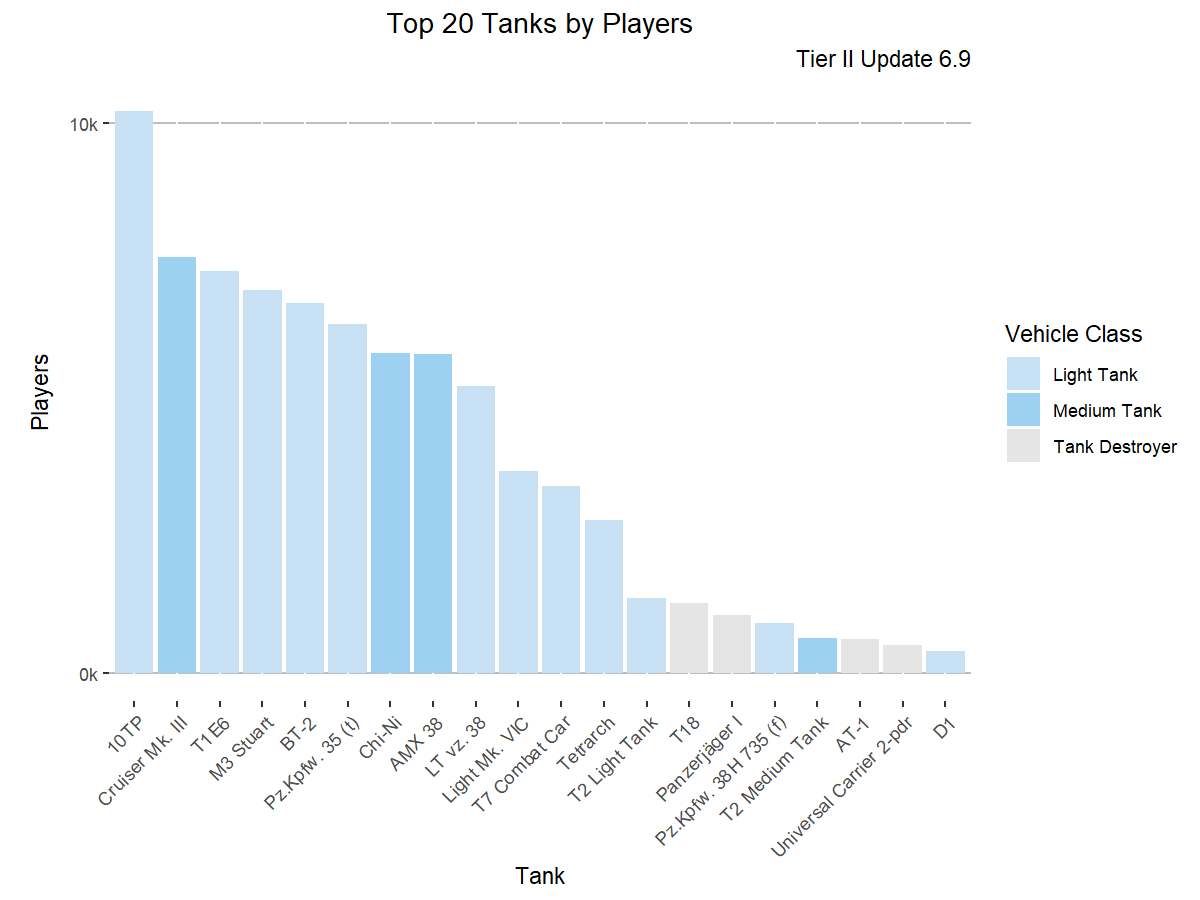 Top 20 Tanks by Players
Tier II Update 6.9
10k
0k
Players
10TP
Cruiser Mk. III
T1E6
M3 Stuart
BT-2
Pz.Kpfw. 35 (t)
Chi-Ni
AMX 38
LT vz. 38
Light Mk. VIC
T7 Combat Car
Tetrarch
T2 Light Tank
T18
Panzerjäger I
Pz.Kpfw. 38H 735 (f)
T2 Medium Tank
AT-1
Universal Carrier 2-pdr
D1
Tank
Vehicle Class
Light Tank
Medium Tank
Tank Destroyer